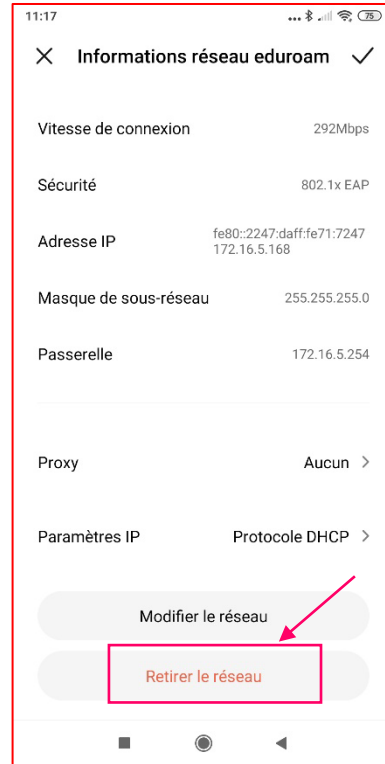 11:17
75
Informations réseau eduroam
Vitesse de connexion 292Mbps
Sécurité 802.1x EAP
Adresse IP fe80::2247:daff:fe71:7247
172.16.5.168
Masque de sous-réseau 255.255.255.0
Passerelle 172.16.5.254
Proxy Aucun
Paramètres IP Protocole DHCP
Modifier le réseau
Retirer le réseau